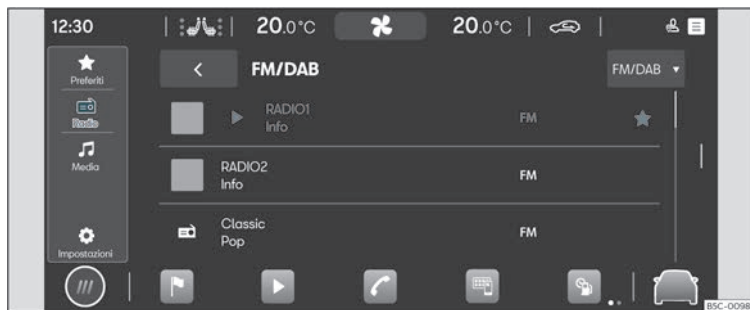 12:30
20.0°C
20.0°C
Preferiti
FM/DAB
FM/DAB
RADIO1
Info
FM
Radio
RADIO2
Info
FM
Media
Classic
Pop
FM
Impostazioni
BSC-0098